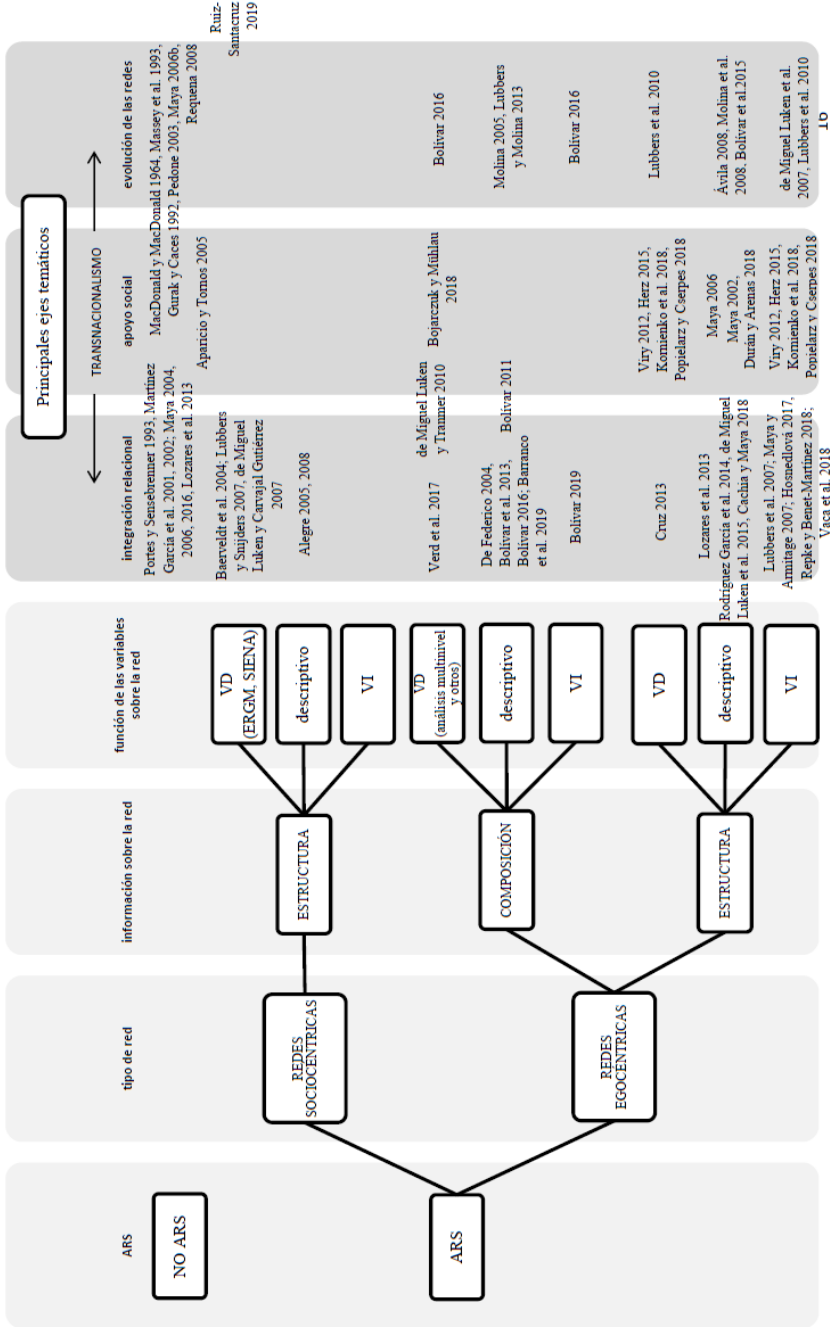 Principales ejes temáticos
TRANSNACIONALISMO
ARS
tipo de red
información sobre la red
función de las variables
sobre la red
integración relacional
apoyo social
evolución de las redes
NO ARS
Portes y Sensebrenner 1993, Martínez
García et al. 2001, 2002; Maya 2004,
2006, 2016, Lozares et al. 2013
MacDonald y MacDonald 1964, Massey et al. 1993,
Gurak y Caces 1992, Pedone 2003, Maya 2006b,
Requena 2008
Aparicio y Tornos 2005
Ruiz-
Santacruz
2019
ARS
REDES
SOCIOCÉNTRICAS
ESTRUCTURA
VD
(ERGM, SIENA)
Baerveldt et al. 2004; Lubbers
y Snijders 2007, de Miguel
Luken y Carvajal Gutiérrez
2007
descriptivo
Alegre 2005, 2008
VI
REDES
EGOCÉNTRICAS
COMPOSICIÓN
VD
(análisis multinivel
y otros)
Verd et al. 2017
de Miguel Luken
y Tranmer 2010
Bojarczuk y Mühlau
2018
Bolíbar 2016
descriptivo
De Federico 2004,
Bolíbar et al. 2013,
Bolíbar 2016; Barranco
et al. 2019
Bolíbar 2011
Molina 2005, Lubbers
y Molina 2013
VI
Bolíbar 2019
Bolíbar 2016
ESTRUCTURA
VD
Cruz 2013
Viry 2012, Herz 2015,
Kornienko et al. 2018,
Popielarz y Cserpes 2018
Lubbers et al. 2010
descriptivo
Lozares et al. 2013
Rodríguez García et al. 2014, de Miguel
Luken et al. 2015, Cachia y Maya 2018
Maya 2006
Maya 2002,
Durán y Arenas 2018
Ávila 2008, Molina et al.
2008, Bolíbar et al.2015
VI
Lubbers et al. 2007; Maya y
Armitage 2007; Hosnedlová 2017,
Repke y Benet-Martínez 2018;
Vaca et al. 2018
Viry 2012, Herz 2015,
Kornienko et al. 2018,
Popielarz y Cserpes 2018
de Miguel Luken et al.
2007, Lubbers et al. 2010
16